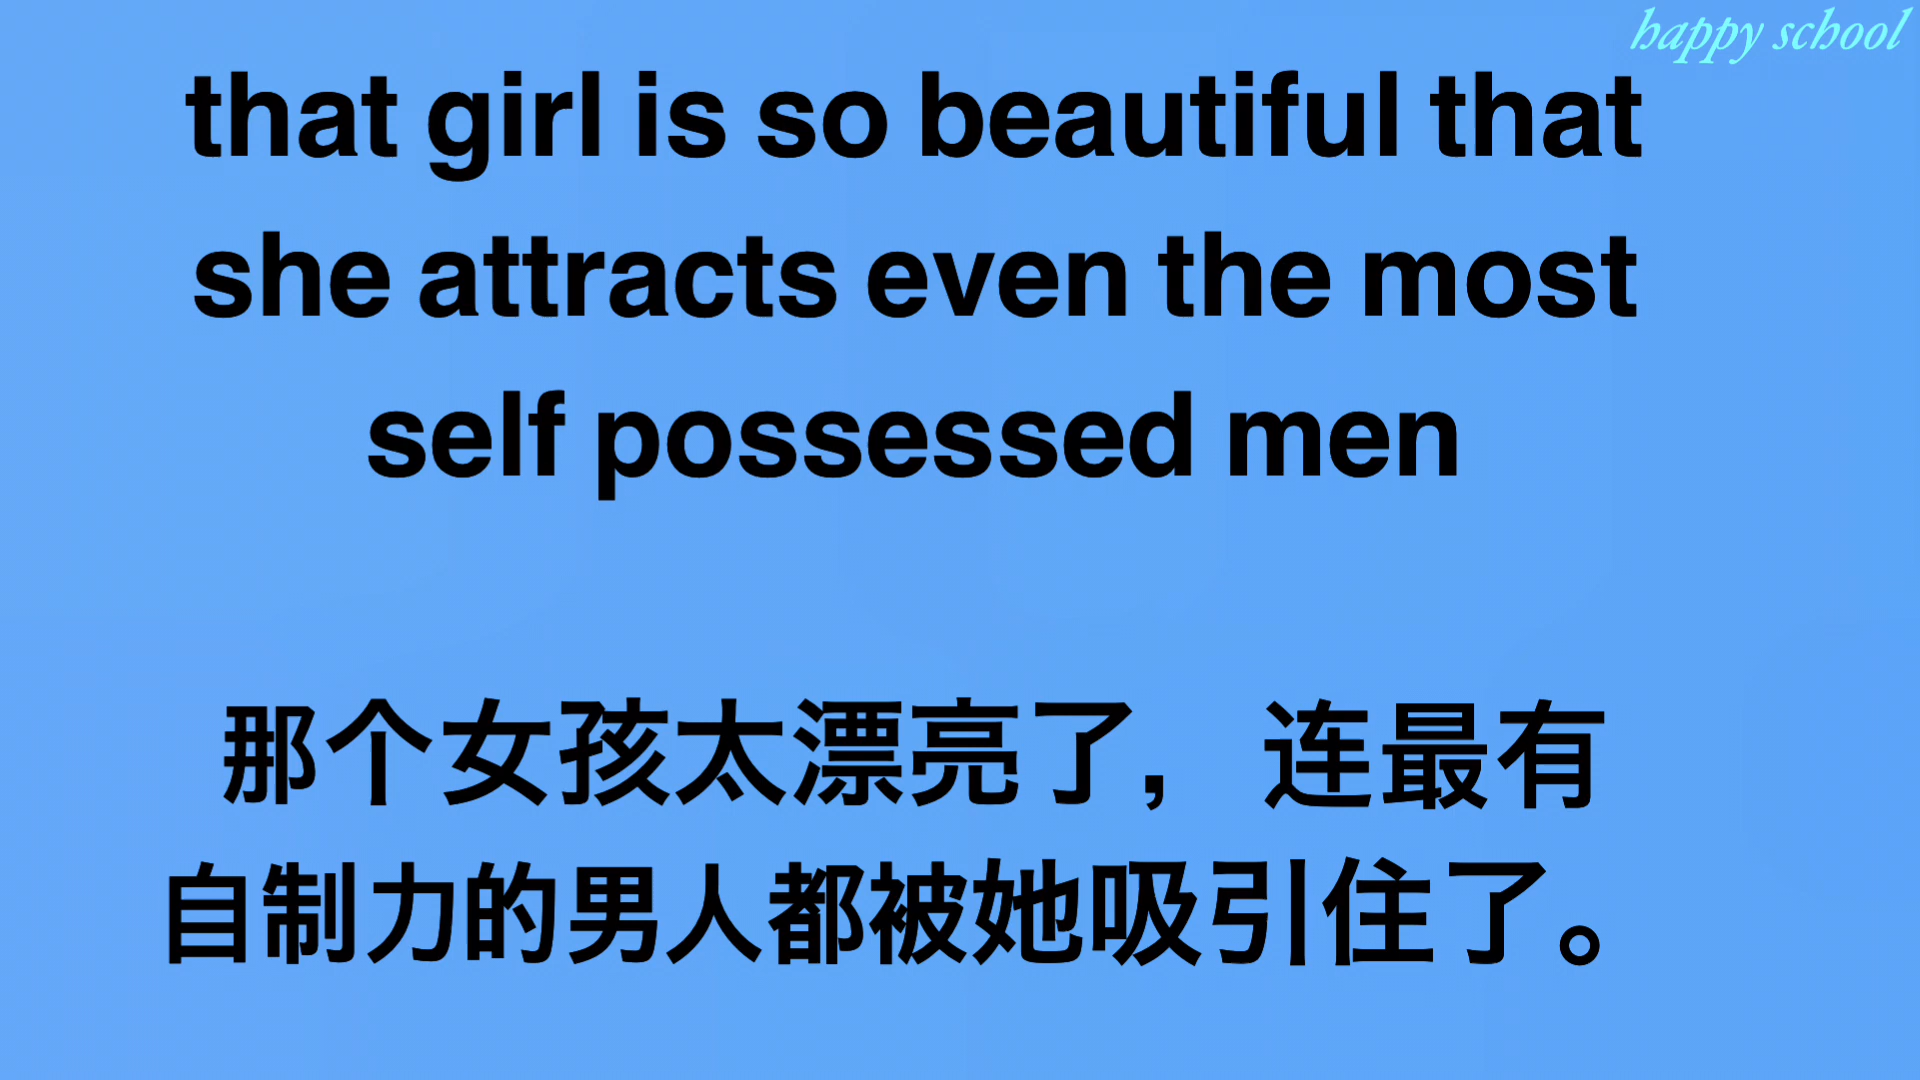 happy school
that girl is so beautiful that
she attracts even the most
self possessed men
那个女孩太漂亮了，连最有
自制力的男人都被她吸引住了。